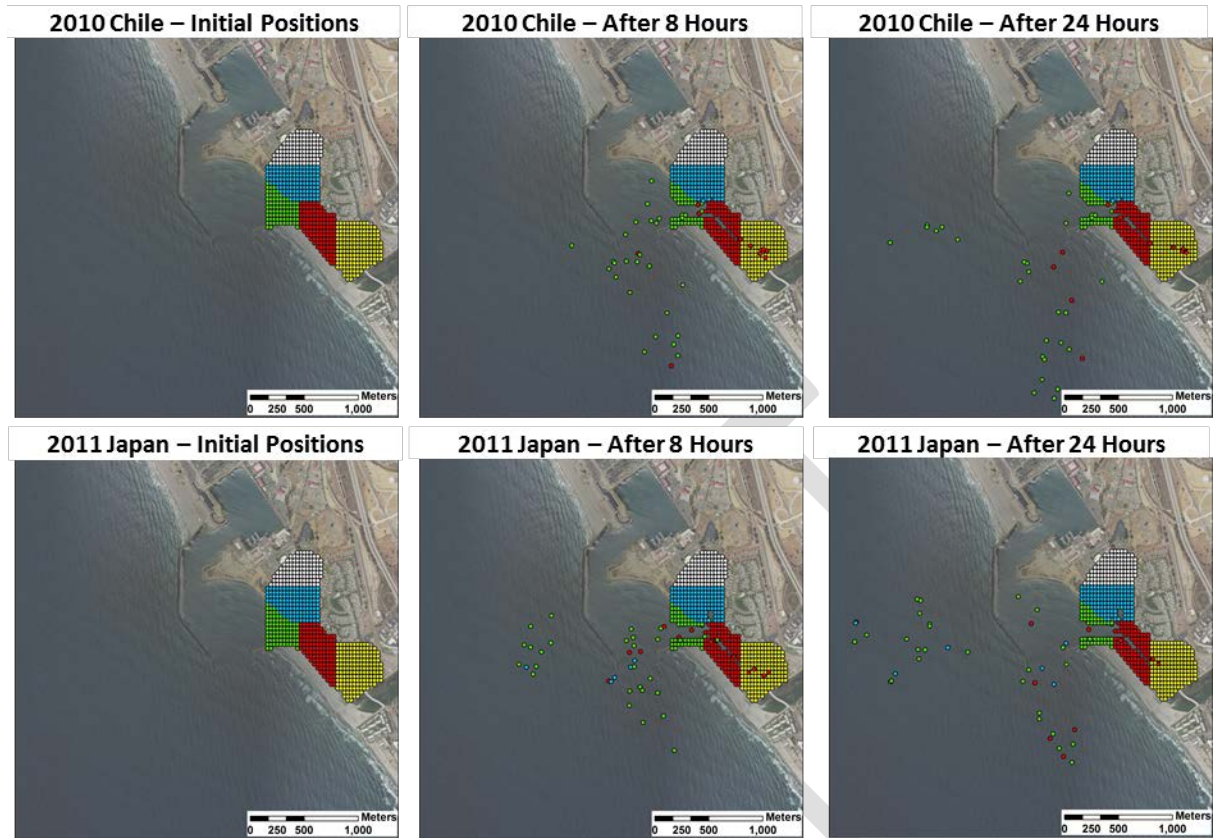 2010 Chile – Initial Positions
2010 Chile – After 8 Hours
2010 Chile – After 24 Hours
Meters
0 250 500 1,000
Meters
0 250 500 1,000
Meters
0 250 500 1,000
2011 Japan – Initial Positions
2011 Japan – After 8 Hours
2011 Japan – After 24 Hours
Meters
0 250 500 1,000
Meters
0 250 500 1,000
Meters
0 250 500 1,000